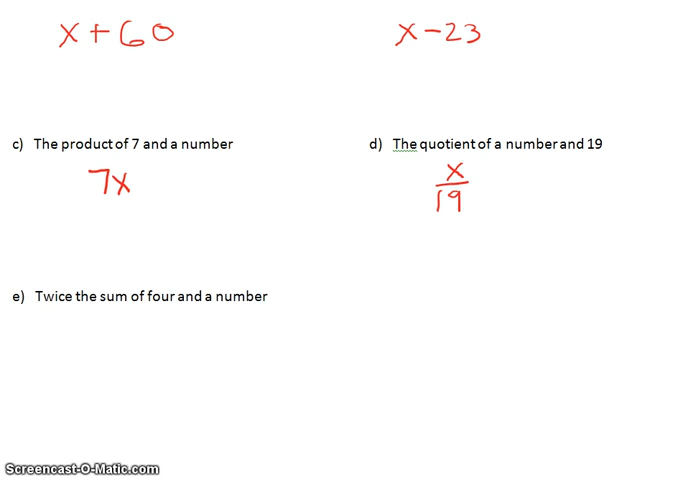 x + 60
x - 23
c) The product of 7 and a number
7x
d) The quotient of a number and 19
x
19
e) Twice the sum of four and a number
Screencast-O-Matic.com